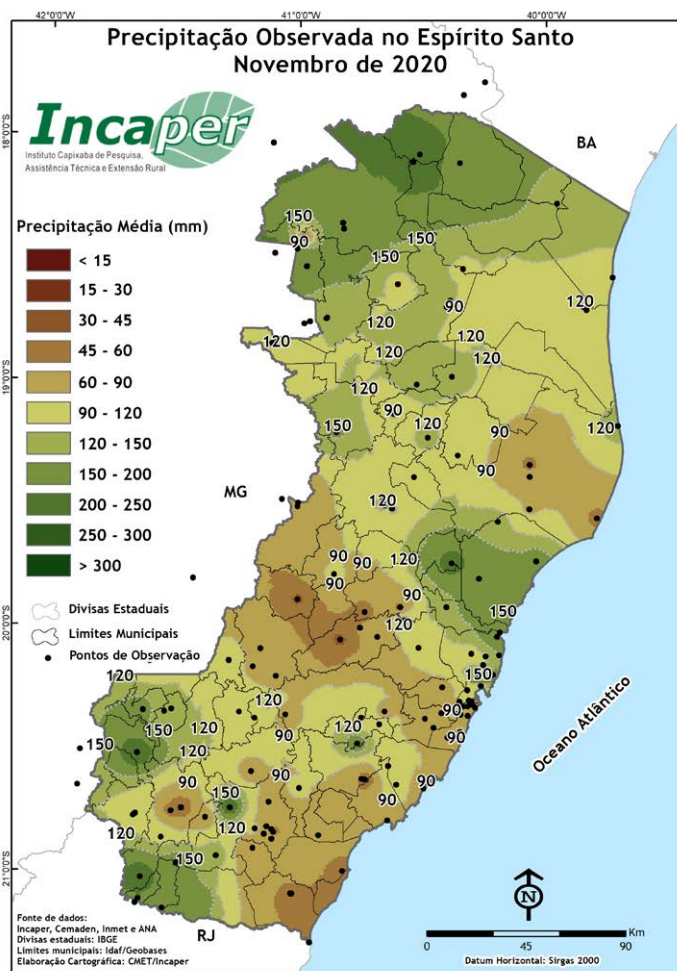 42°0'0"W
41°0'0"W
40°0'0"W
Precipitação Observada no Espírito Santo
Novembro de 2020
Incaper
Instituto Capixaba de Pesquisa,
Assistência Técnica e Extensão Rural
18°0'0"S
BA
Precipitação Média (mm)
< 15
15 - 30
30 - 45
45 - 60
60 - 90
90 - 120
120 - 150
150 - 200
200 - 250
250 - 300
> 300
150
90
150
150
90
120
120
120
120
120
120
120
19°0'0"S
90
150
120
90
90
120
MG
120
90
90
120
90
90
Divisas Estaduais
Limites Municipais
Pontos de Observação
20°0'0"S
120
150
120
150
120
150
150
120
120
90
120
90
90
Oceano Atlântico
90
90
150
90
90
120
120
150
21°0'0"S
N
Fonte de dados:
Incaper, Cemaden, Inmet e ANA
Divisas estaduais: IBGE
Limites municipais: Idaf/Geobases
Elaboração Cartográfica: CMET/Incaper
RJ
Km
0 30 60 90
Datum Horizontal: Sirgas 2000